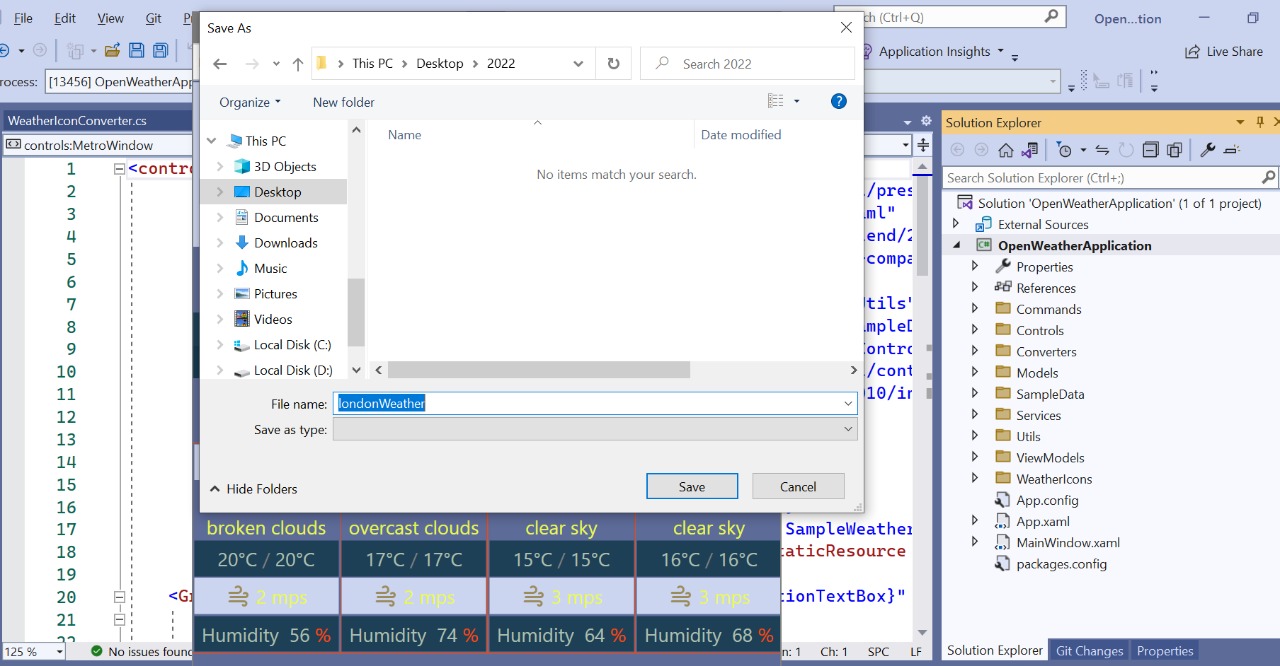 File Edit View Git
Save As
ch (Ctrl+Q)
Open...tion
This PC Desktop 2022
Search 2022
Application Insights
Live Share
rocess: [13456] OpenWeatherApp
Organize New folder
WeatherIconConverter.cs
controls:MetroWindow
This PC
3D Objects
Desktop
Documents
Downloads
Music
Pictures
Videos
Local Disk (C:)
Local Disk (D:)
Name Date modified
No items match your search.
File name: londonWeather
Save as type:
Hide Folders
Save Cancel
1 <contro
2
3
4
5
6
7
8
9
10
11
12
13
14
15
16
17
18
19
20 <Gr
21
22
/pres
ml"
end/2
-compa
Utils"
mpleD
ontro
/cont
010/in
SampleWeather
taticResource
ionTextBox}"
broken clouds overcast clouds clear sky clear sky
20°C / 20°C 17°C / 17°C 15°C / 15°C 16°C / 16°C
2 mps 2 mps 3 mps 3 mps
Humidity 56 % Humidity 74 % Humidity 64 % Humidity 68 %
125 % No issues found
n: 1 Ch: 1 SPC LF
Solution Explorer
Search Solution Explorer (Ctrl+;)
Solution 'OpenWeatherApplication' (1 of 1 project)
External Sources
OpenWeatherApplication
Properties
References
Commands
Controls
Converters
Models
SampleData
Services
Utils
ViewModels
WeatherIcons
App.config
App.xaml
MainWindow.xaml
packages.config
Solution Explorer Git Changes Properties